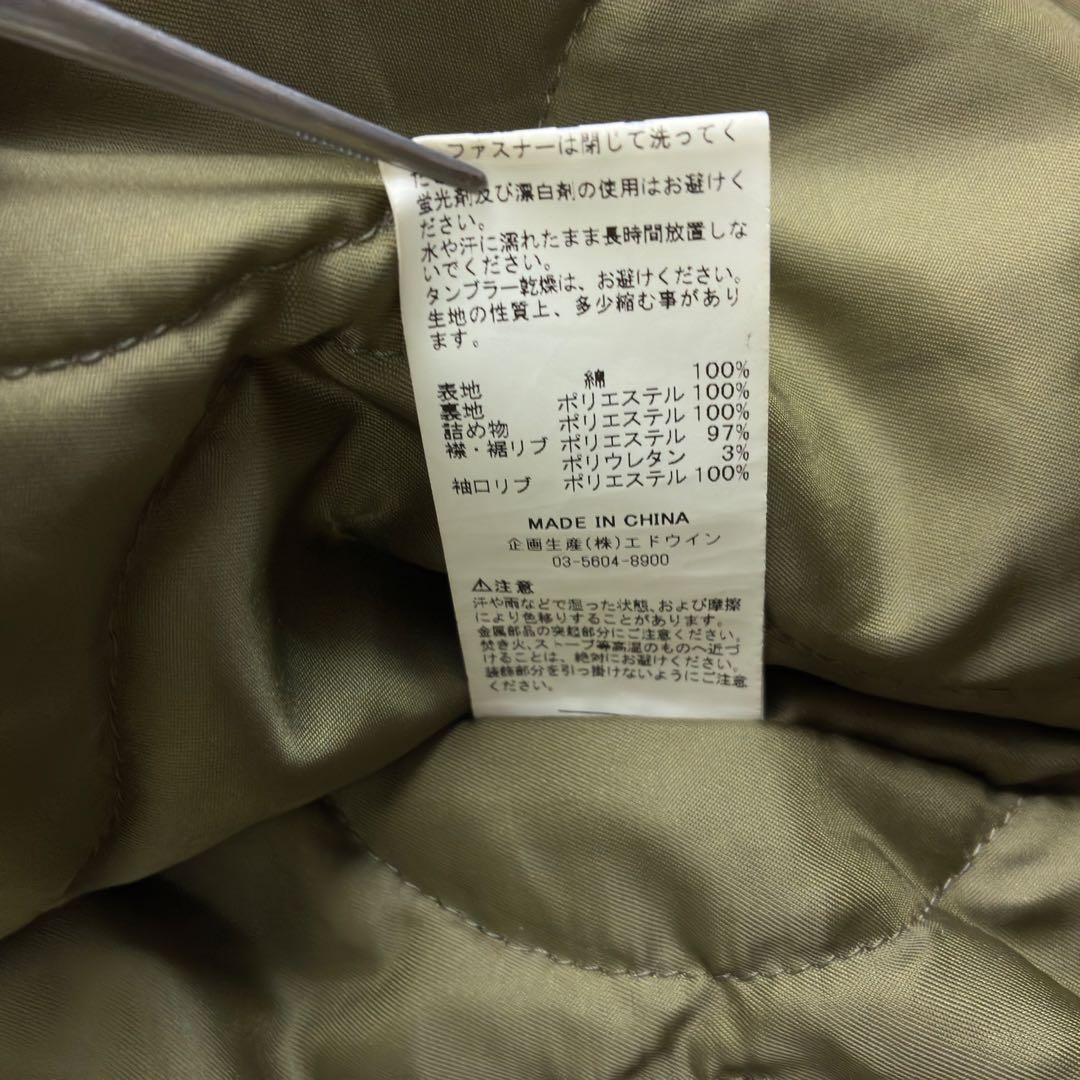 ファスナーは閉じて洗ってく
蛍光剤及び漂白剤の使用はお避けく
ださい。
水や汗に濡れたまま長時間放置しな
いでください。
タンブラー乾燥は、お避けください。
生地の性質上、多少縮む事があり
ます。
表地 綿 100%
裏地 ポリエステル 100%
詰め物 ポリエステル 100%
襟・裾リブ ポリエステル 97%
ポリウレタン 3%
袖口リブ ポリエステル 100%
MADE IN CHINA
企画生産(株)エドウイン
03-5604-8900
⚠注意
汗や雨などで湿った状態、および摩擦
により色移りすることがあります。
金属部品の突起部分にご注意ください。
焚き火、ストーブ等高温のものへ近づ
けることは、絶対にお避けください。
装飾部分を引っ掛けないようにご注意
ください。